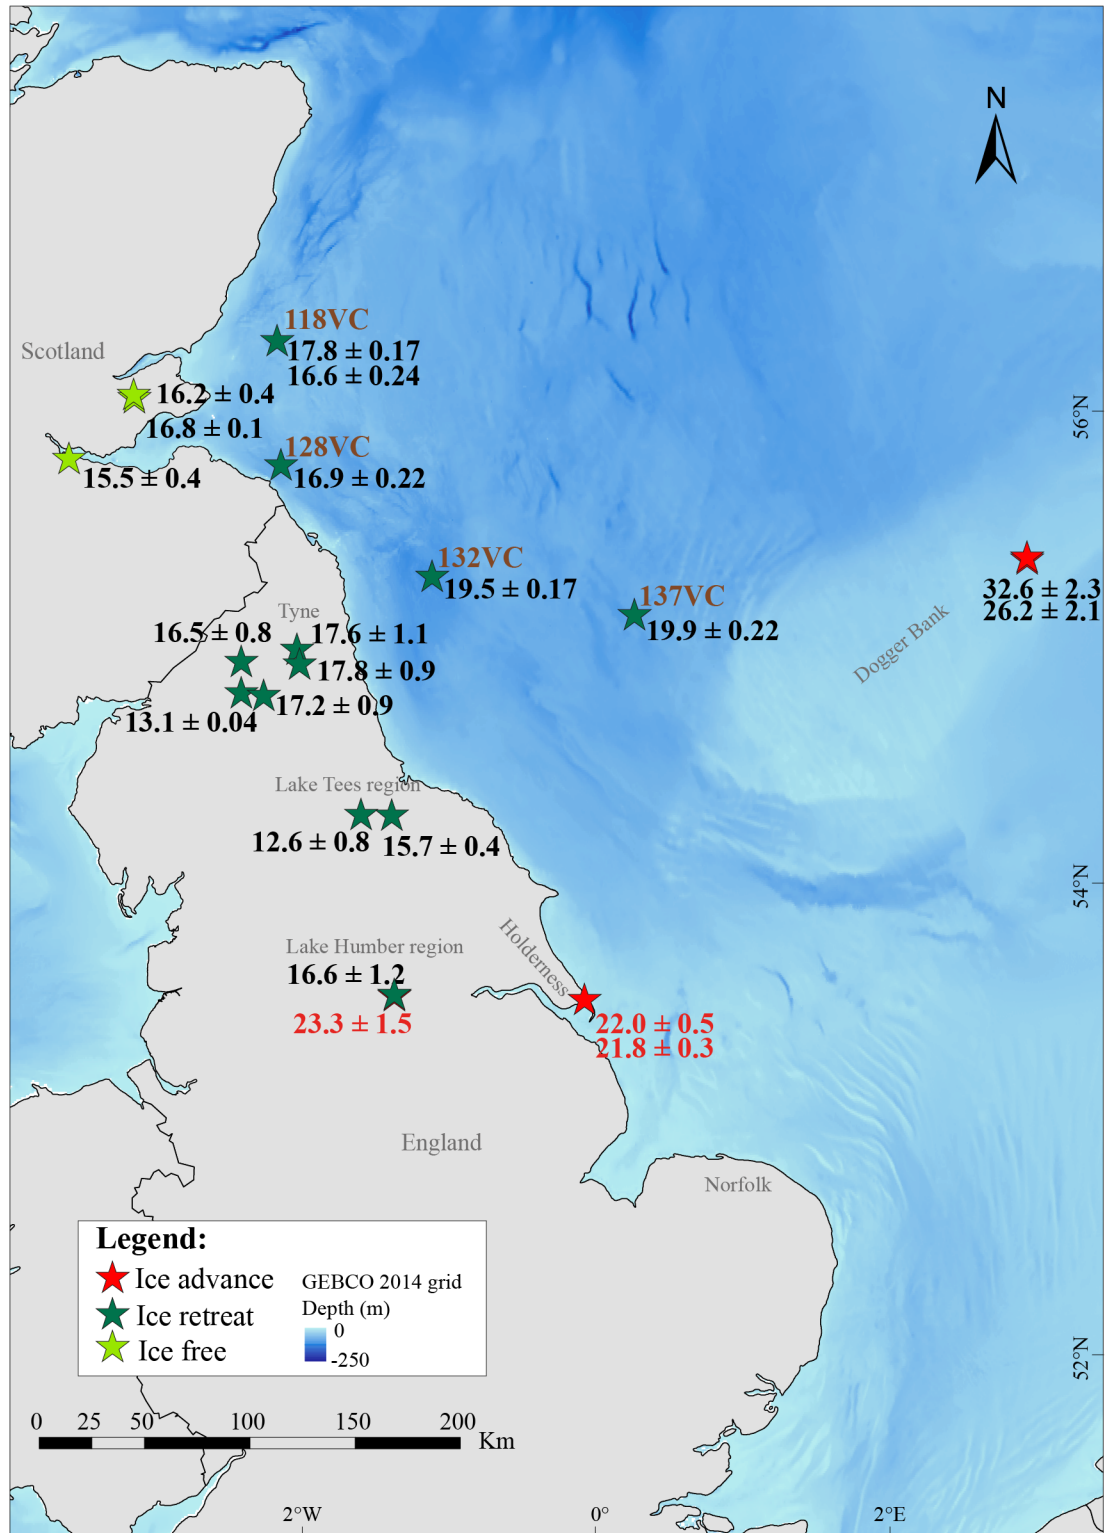 N
118VC
17.8 ± 0.17
16.6 ± 0.24
Scotland
16.2 ± 0.4
16.8 ± 0.1
56°N
128VC
16.9 ± 0.22
15.5 ± 0.4
132VC
19.5 ± 0.17
32.6 ± 2.3
26.2 ± 2.1
137VC
19.9 ± 0.22
Tyne
16.5 ± 0.8
17.6 ± 1.1
17.8 ± 0.9
Dogger Bank
17.2 ± 0.9
13.1 ± 0.04
Lake Tees region
12.6 ± 0.8
15.7 ± 0.4
54°N
Lake Humber region
Holderness
16.6 ± 1.2
23.3 ± 1.5
22.0 ± 0.5
21.8 ± 0.3
England
Norfolk
Legend:
Ice advance
Ice retreat
Ice free
GEBCO 2014 grid
Depth (m)
0
-250
52°N
0 25 50 100 150 200
Km
2°W 0° 2°E